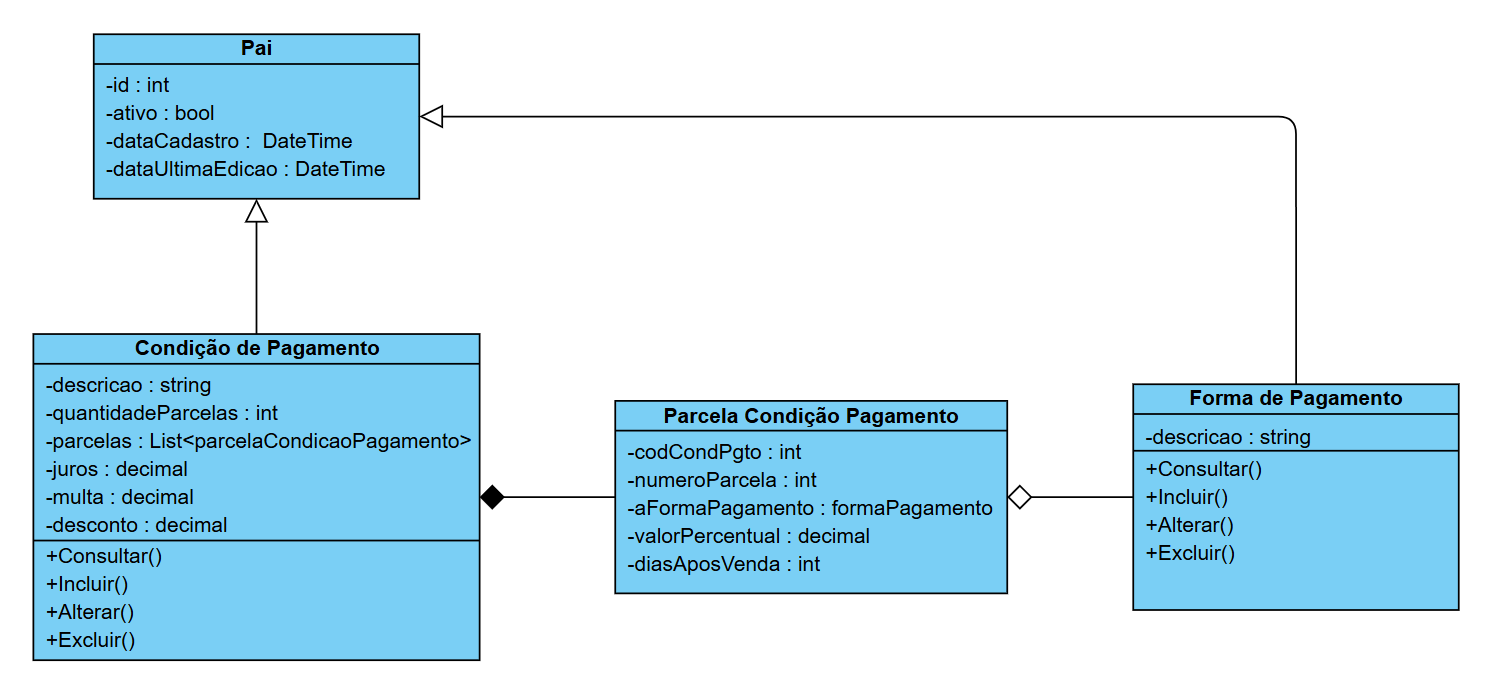 Pai
-id : int
-ativo : bool
-dataCadastro :  DateTime
-dataUltimaEdicao : DateTime
Condição de Pagamento
-descricao : string
-quantidadeParcelas : int
-parcelas : List<parcelaCondicaoPagamento>
-juros : decimal
-multa : decimal
-desconto : decimal
+Consultar()
+Incluir()
+Alterar()
+Excluir()
Parcela Condição Pagamento
-codCondPgto : int
-numeroParcela : int
-aFormaPagamento : formaPagamento
-valorPercentual : decimal
-diasAposVenda : int
Forma de Pagamento
-descricao : string
+Consultar()
+Incluir()
+Alterar()
+Excluir()